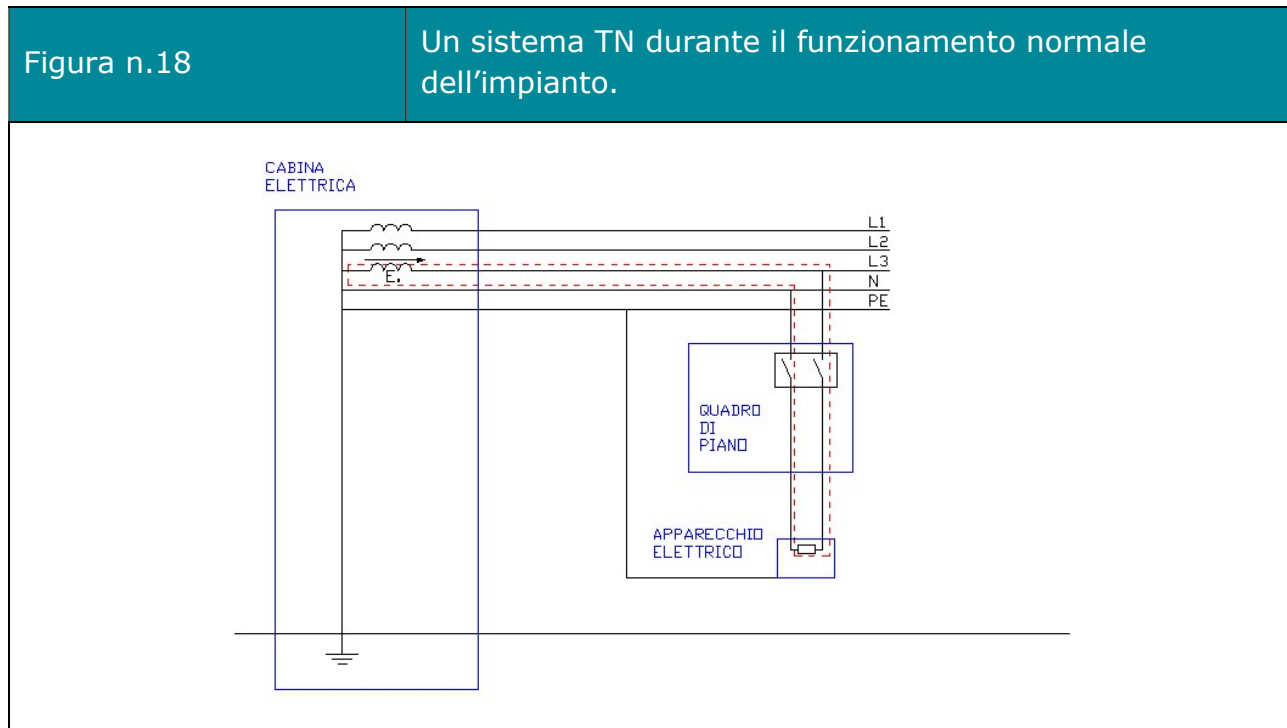 Figura n.18
Un sistema TN durante il funzionamento normale
dell'impianto.
CABINA
ELETTRICA
L1
L2
L3
N
PE
E.
QUADRO
DI
PIANO
APPARECCHIO
ELETTRICO